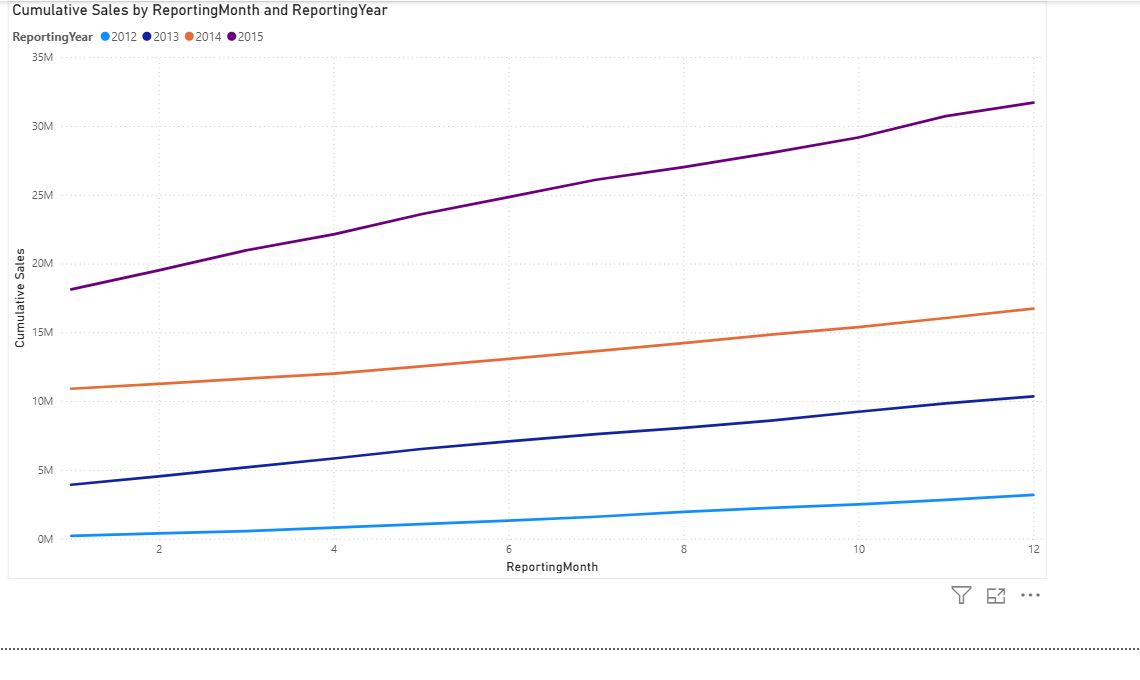 Cumulative Sales by ReportingMonth and ReportingYear
ReportingYear 2012 2013 2014 2015
35M
30M
25M
20M
15M
10M
5M
0M
Cumulative Sales
2 4 6 8 10 12
ReportingMonth